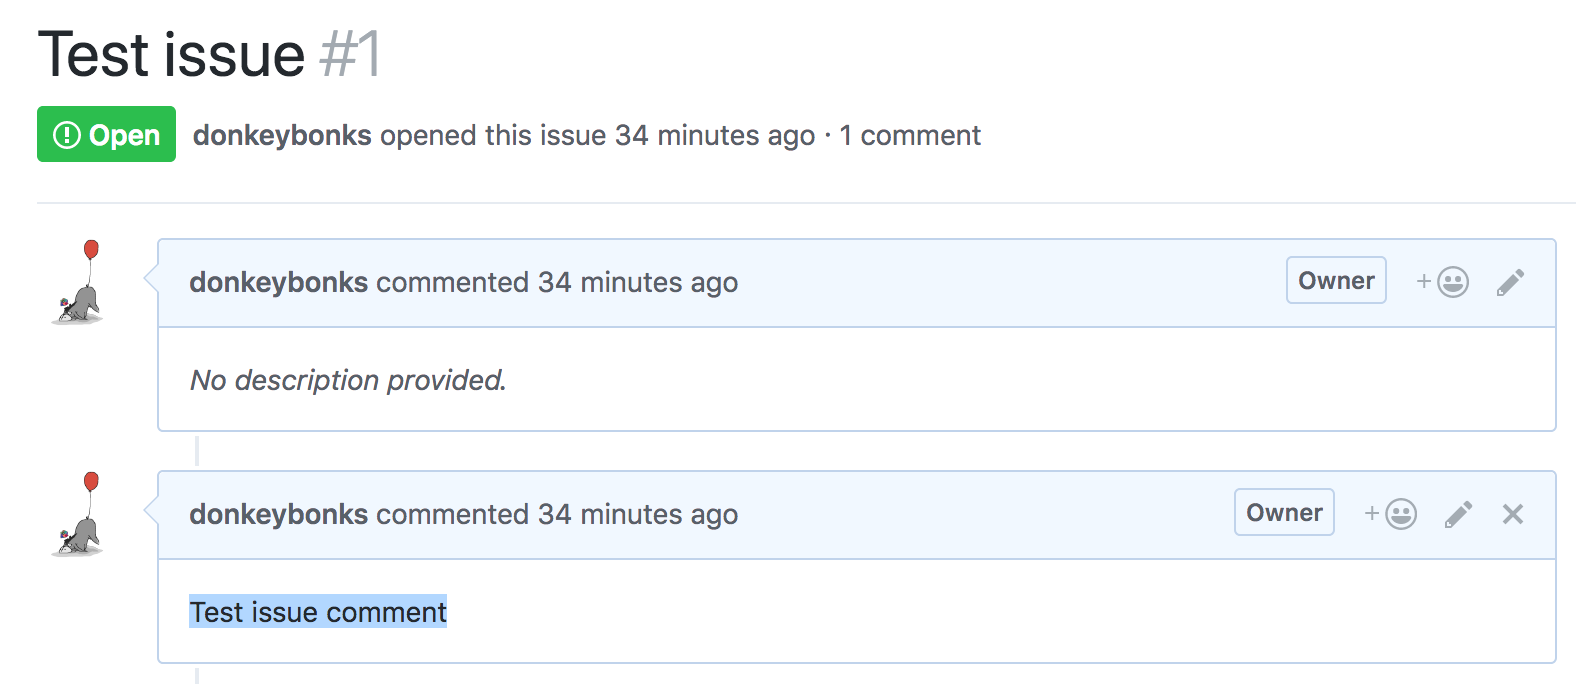 Test issue #1
Open donkeybonks opened this issue 34 minutes ago · 1 comment
donkeybonks commented 34 minutes ago Owner
No description provided.
donkeybonks commented 34 minutes ago Owner
Test issue comment